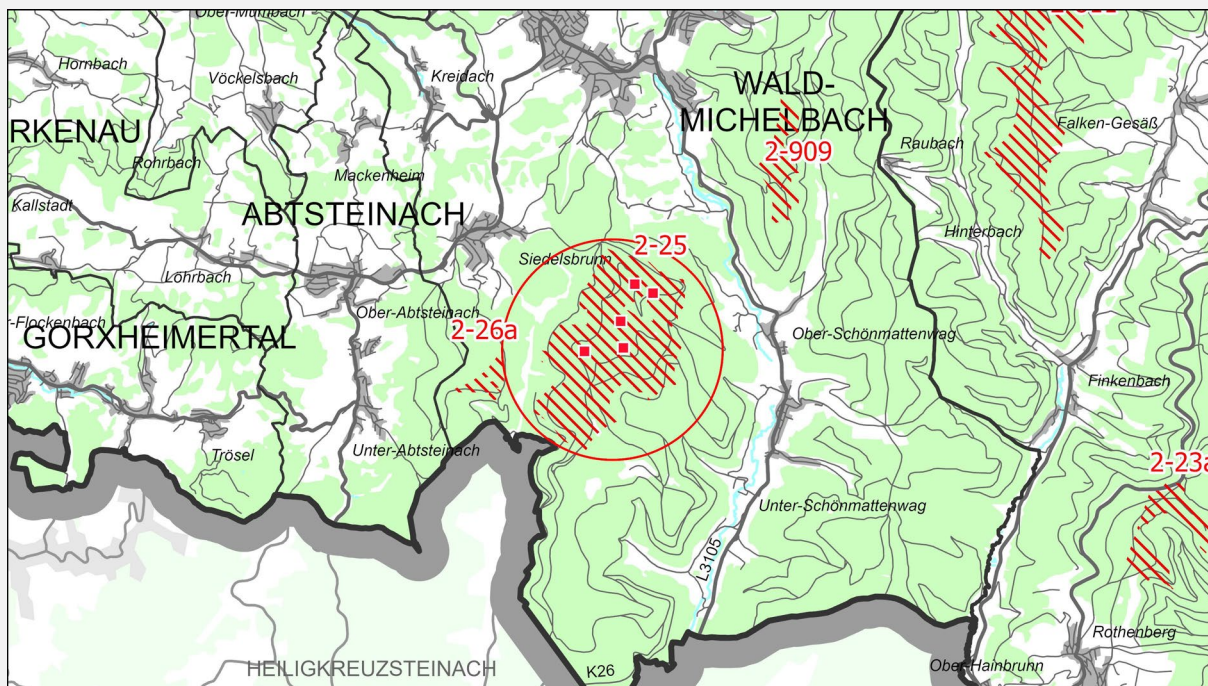 Ober-Mumbach
Hornbach
Vöckelsbach
Kreidach
WALD-
MICHELBACH
2-909
Falken-Gesäß
RKENAU
Rohrbach
Mackenheim
Raubach
Kallstadt
ABTSTEINACH
Hinterbach
Siedelsbrunn
2-25
Löhrbach
Ober-Abtsteinach
2-26a
r-Flockenbach
GORXHEIMERTAL
Ober-Schönmattenwag
Finkenbach
Trösel
Unter-Abtsteinach
2-23a
Unter-Schönmattenwag
L3105
Rothenberg
HEILIGKREUZSTEINACH
K26
Ober-Hainbrunn